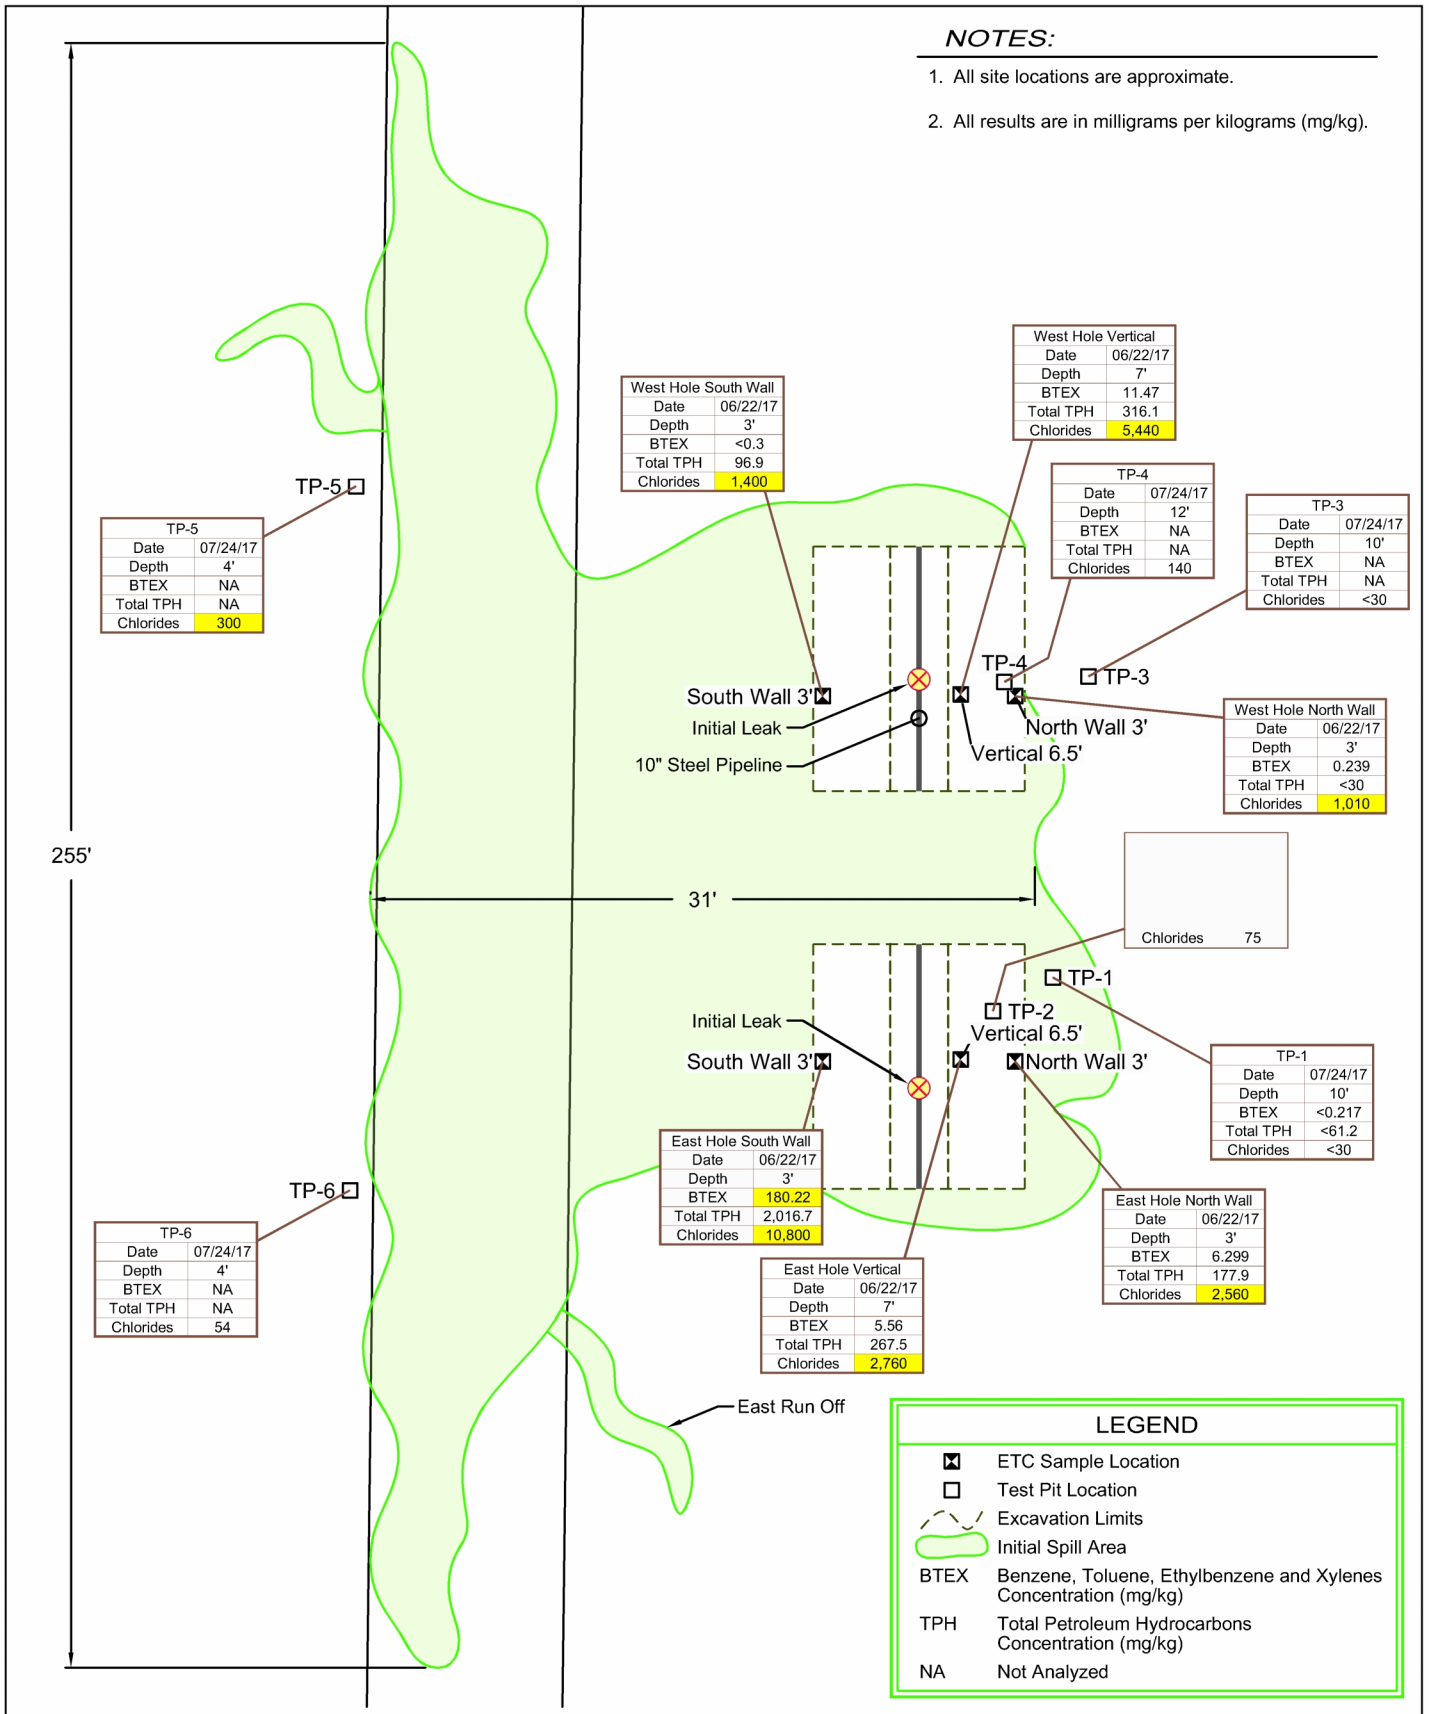 NOTES:
1. All site locations are approximate.
2. All results are in milligrams per kilograms (mg/kg).
West Hole Vertical
Date 06/22/17
Depth 7'
BTEX 11.47
Total TPH 316.1
Chlorides 5,440
West Hole South Wall
Date 06/22/17
Depth 3'
BTEX <0.3
Total TPH 96.9
Chlorides 1,400
TP-4
Date 07/24/17
Depth 12'
BTEX NA
Total TPH NA
Chlorides 140
TP-3
Date 07/24/17
Depth 10'
BTEX NA
Total TPH NA
Chlorides <30
TP-5
TP-5
Date 07/24/17
Depth 4'
BTEX NA
Total TPH NA
Chlorides 300
TP-4
TP-3
South Wall 3'
Initial Leak
10" Steel Pipeline
North Wall 3'
Vertical 6.5'
West Hole North Wall
Date 06/22/17
Depth 3'
BTEX 0.239
Total TPH <30
Chlorides 1,010
255'
31'
Chlorides 75
TP-1
TP-2
Vertical 6.5'
Initial Leak
South Wall 3'
North Wall 3'
TP-1
Date 07/24/17
Depth 10'
BTEX <0.217
Total TPH <61.2
Chlorides <30
East Hole South Wall
Date 06/22/17
Depth 3'
BTEX 180.22
Total TPH 2,016.7
Chlorides 10,800
TP-6
TP-6
Date 07/24/17
Depth 4'
BTEX NA
Total TPH NA
Chlorides 54
East Hole North Wall
Date 06/22/17
Depth 3'
BTEX 6.299
Total TPH 177.9
Chlorides 2,560
East Hole Vertical
Date 06/22/17
Depth 7'
BTEX 5.56
Total TPH 267.5
Chlorides 2,760
East Run Off
LEGEND
ETC Sample Location
Test Pit Location
Excavation Limits
Initial Spill Area
BTEX Benzene, Toluene, Ethylbenzene and Xylenes
Concentration (mg/kg)
TPH Total Petroleum Hydrocarbons
Concentration (mg/kg)
NA Not Analyzed